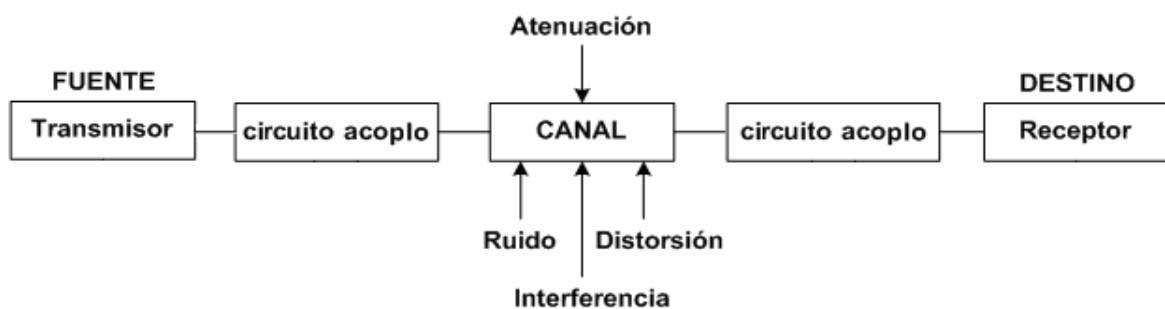 Atenuación
FUENTE
DESTINO
Transmisor
circuito acoplo
CANAL
circuito acoplo
Receptor
Ruido
Distorsión
Interferencia